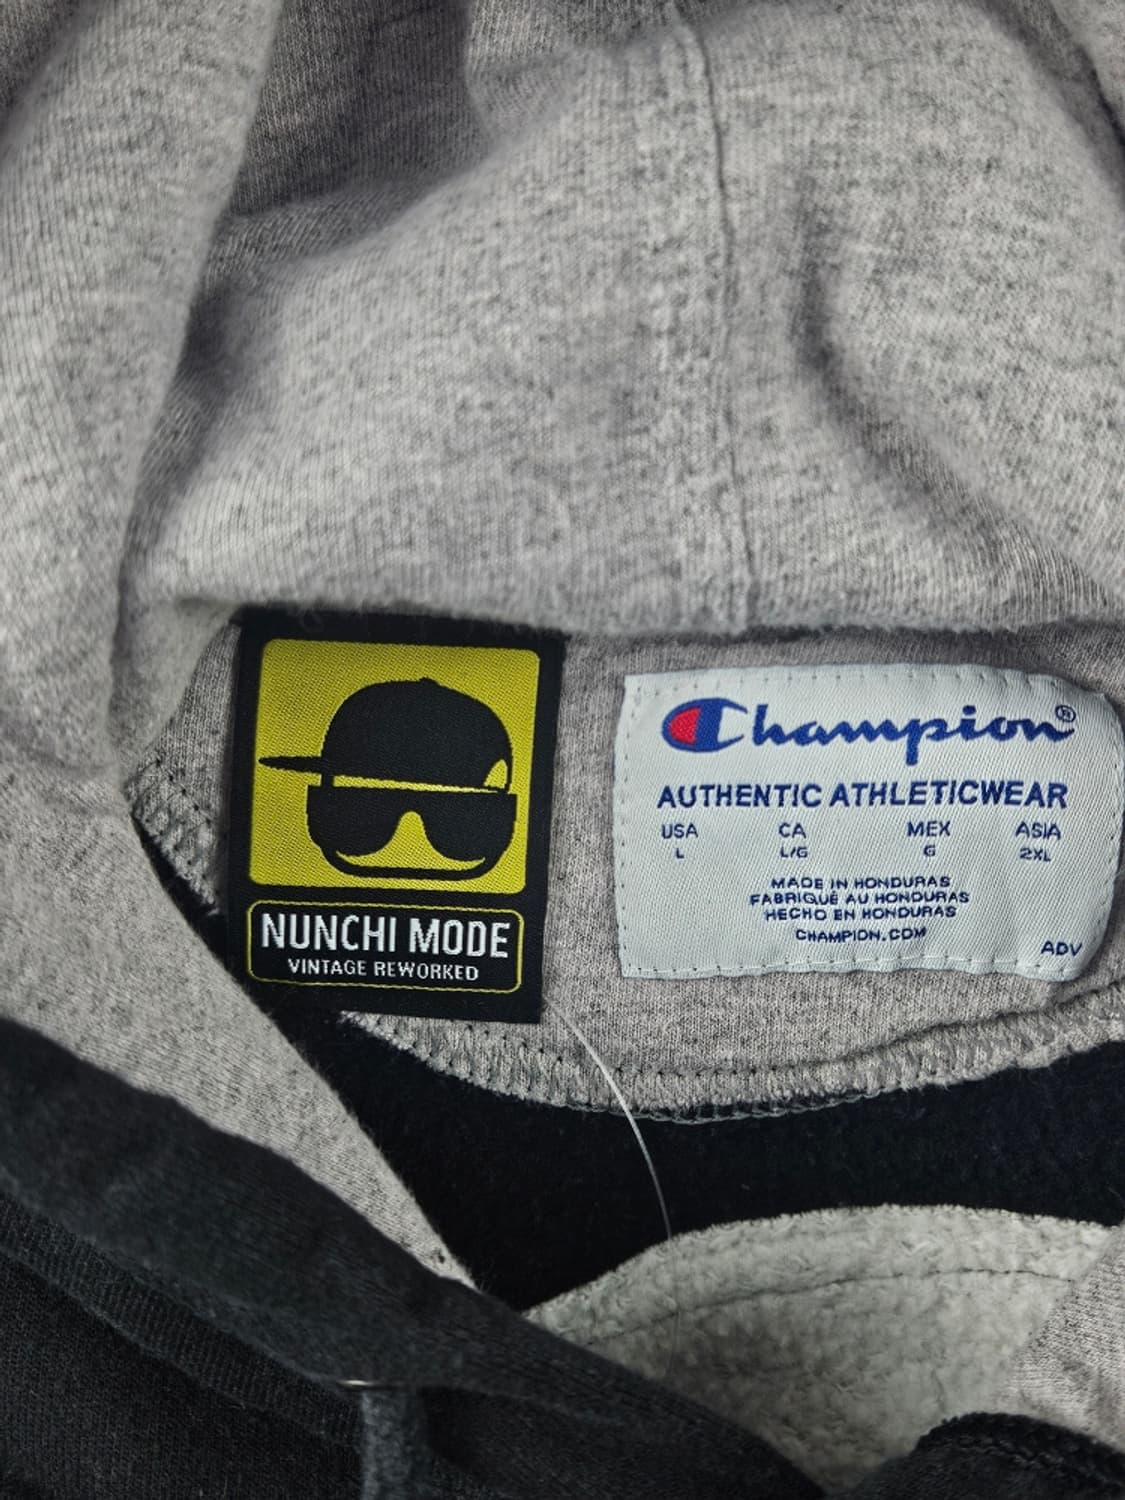 NUNCHI MODE
VINTAGE REWORKED
Champion®
AUTHENTIC ATHLETICWEAR
USA CA MEX ASIA
L L/G G 2XL
MADE IN HONDURAS
FABRIQUÉ AU HONDURAS
HECHO EN HONDURAS
CHAMPION.COM
ADV